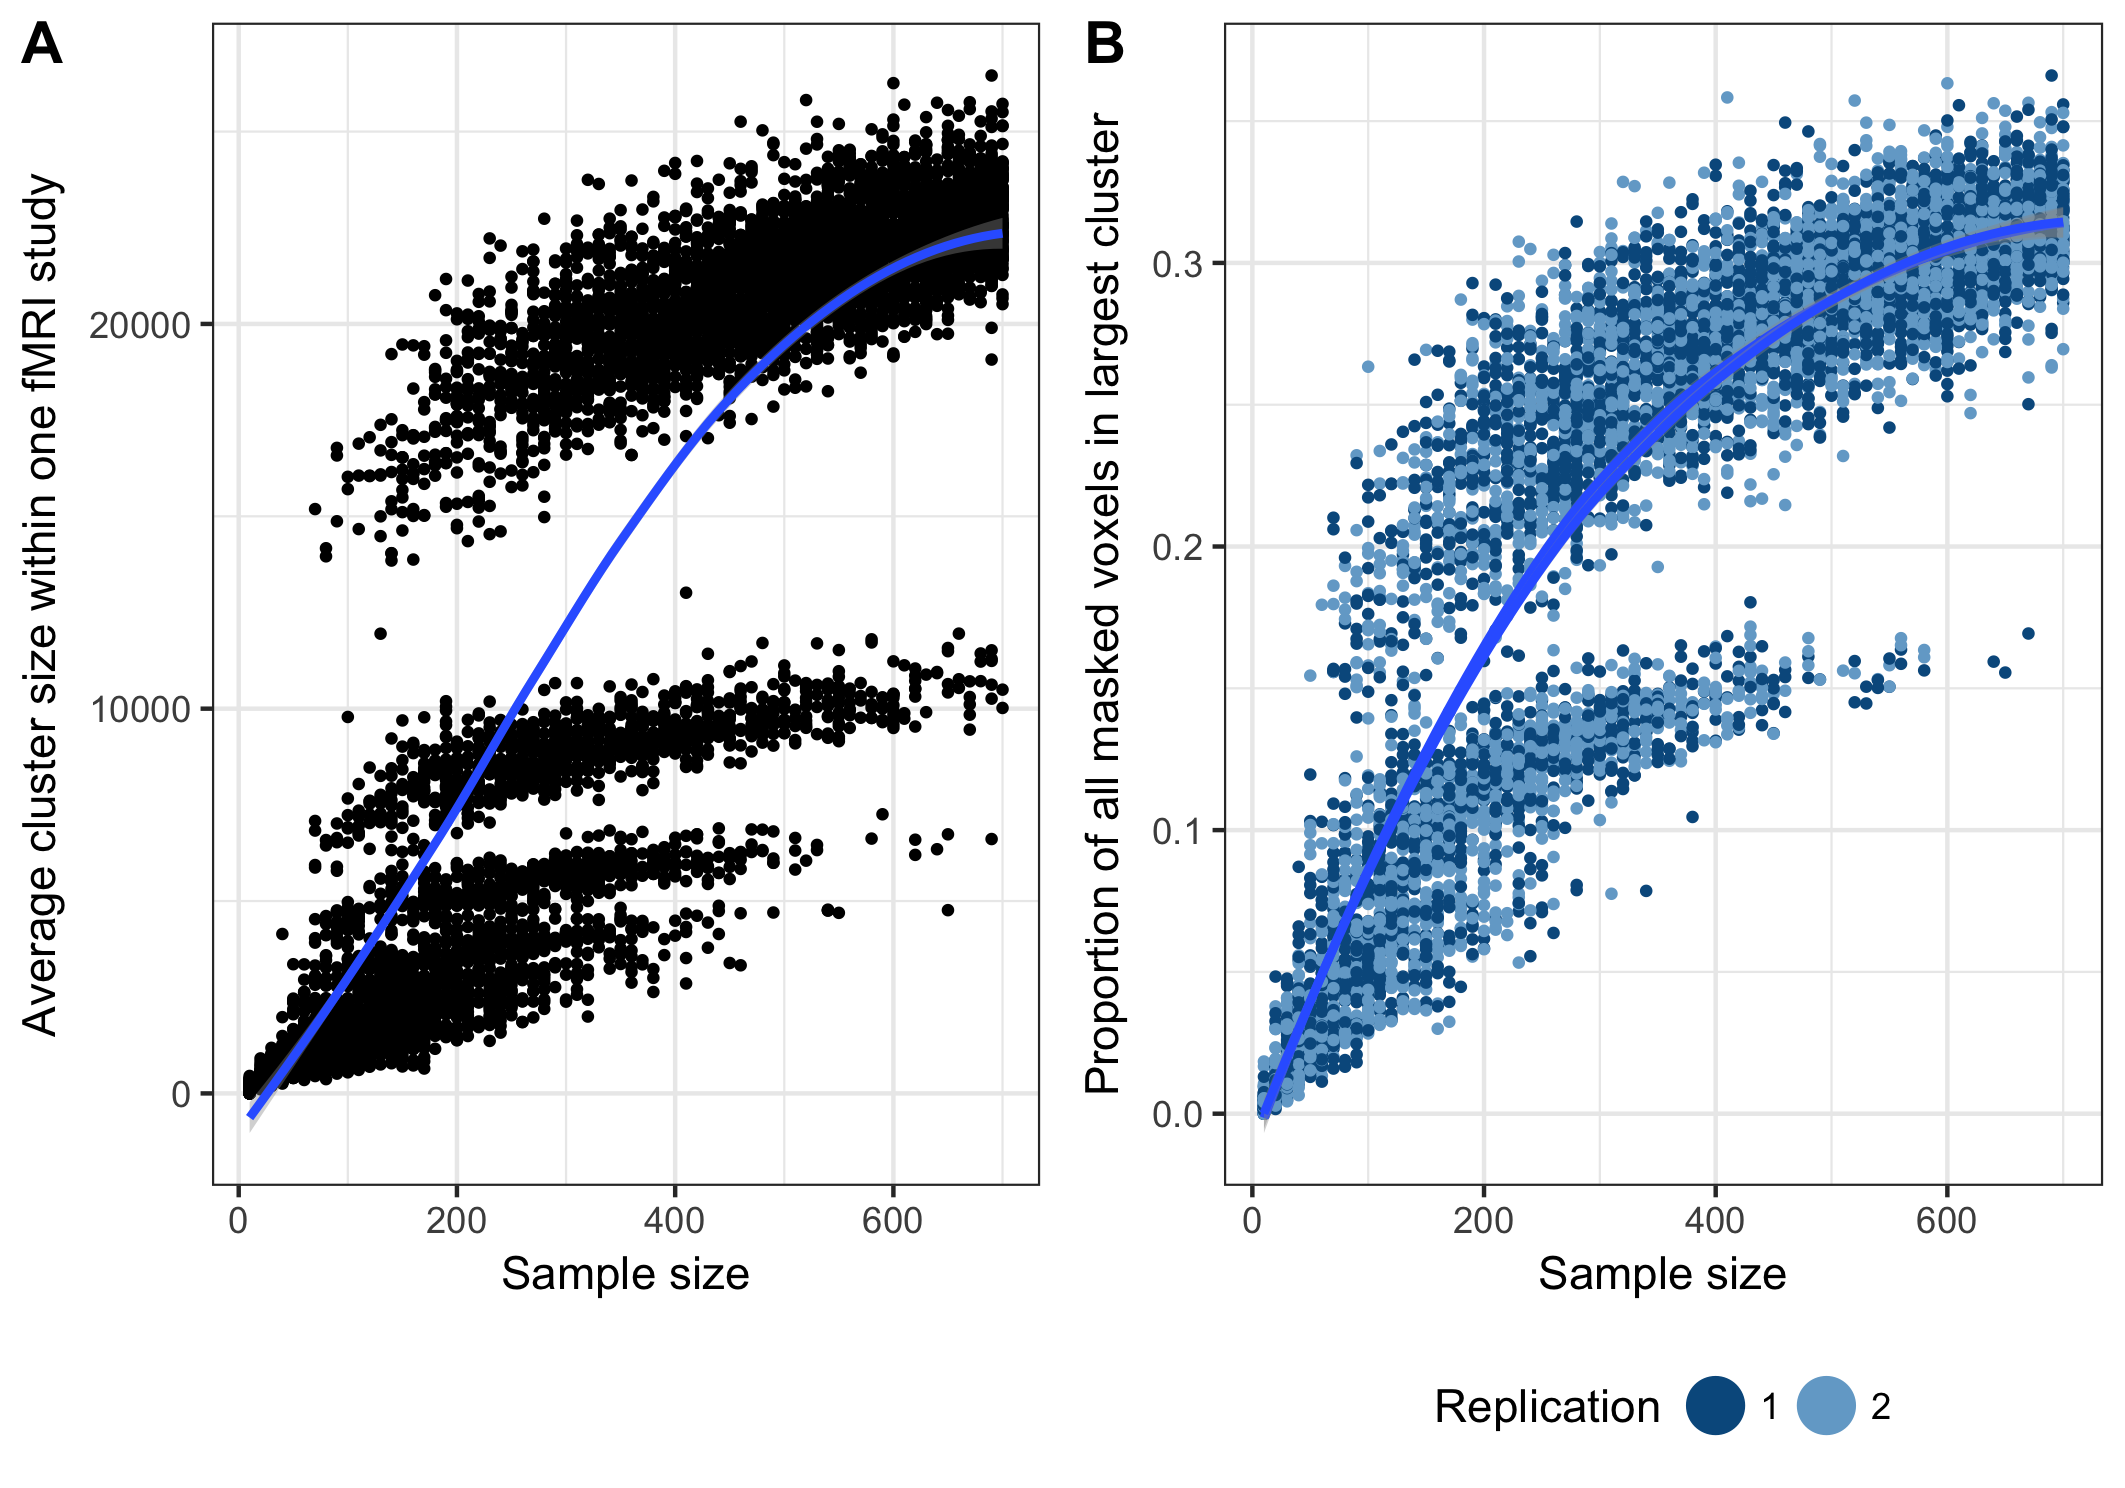 A
Average cluster size within one fMRI study
20000
10000
0
0 200 400 600
Sample size
B
Proportion of all masked voxels in largest cluster
0.3
0.2
0.1
0.0
0 200 400 600
Sample size
Replication 1 2